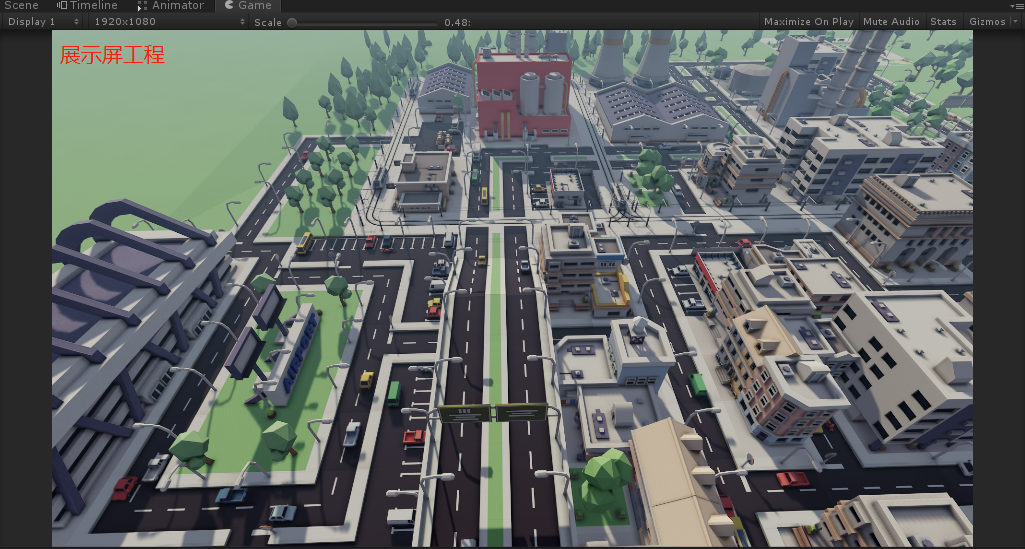 Scene Timeline Animator Game
Display 1 1920x1080 Scale 0.48: Maximize On Play Mute Audio Stats Gizmos
展示屏工程
AIRPORT